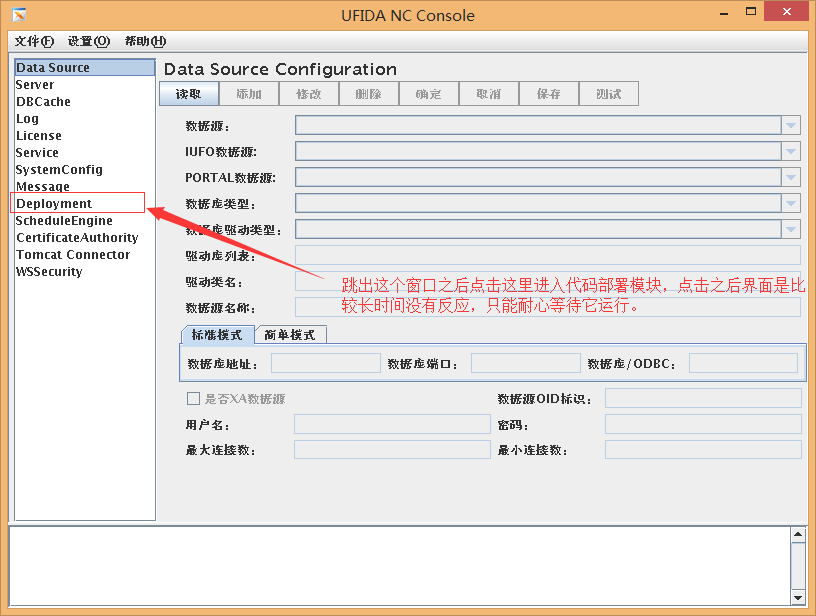 UFIDA NC Console
文件(F) 设置(O) 帮助(H)
Data Source
Server
DBCache
Log
License
Service
SystemConfig
Message
Deployment
ScheduleEngine
CertificateAuthority
Tomcat Connector
WSSecurity
Data Source Configuration
读取 添加 修改 删除 确定 取消 保存 测试
数据源:
IUFO数据源:
PORTAL数据源:
数据库类型:
数据库驱动类型:
驱动库列表:
驱动类名:
数据源名称:
跳出这个窗口之后点击这里进入代码部署模块，点击之后界面是比
较长时间没有反应，只能耐心等待它运行。
标准模式 简单模式
数据库地址: 数据库端口: 数据库/ODBC:
是否XA数据源 数据源OID标识:
用户名: 密码:
最大连接数: 最小连接数: